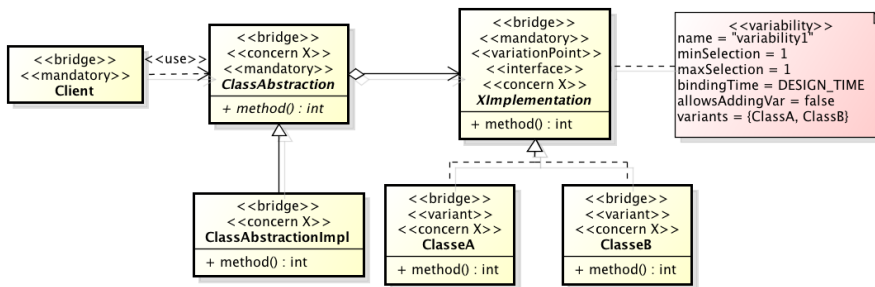 <<bridge>>
<<mandatory>>
Client
<<use>>
<<bridge>>
<<concern X>>
<<mandatory>>
ClassAbstraction
+ method() : int
<<bridge>>
<<mandatory>>
<<variationPoint>>
<<interface>>
<<concern X>>
XImplementation
+ method() : int
<<variability>>
name = "variability1"
minSelection = 1
maxSelection = 1
bindingTime = DESIGN_TIME
allowsAddingVar = false
variants = {ClassA, ClassB}
<<bridge>>
<<concern X>>
ClassAbstractionImpl
+ method() : int
<<bridge>>
<<variant>>
<<concern X>>
ClasseA
+ method() : int
<<bridge>>
<<variant>>
<<concern X>>
ClasseB
+ method() : int